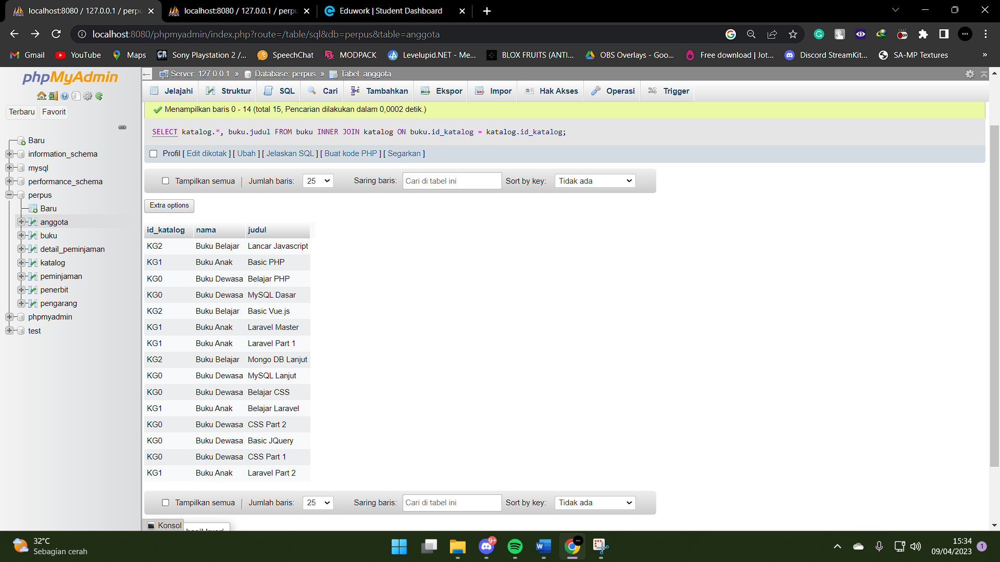 localhost:8080 / 127.0.0.1 / perpu
localhost:8080 / 127.0.0.1 / perpu
Eduwork | Student Dashboard
localhost:8080/phpmyadmin/index.php?route=/table/sql&db=perpus&table=anggota
Gmail
YouTube
Maps
Sony Playstation 2 /...
SpeechChat
MODPACK
Levelupid.NET - Me...
BLOX FRUITS (ANTI...
OBS Overlays - Goo...
Free download | Jot...
Discord StreamKit...
SA-MP Textures
»
phpMyAdmin
Terbaru
Favorit
Baru
information_schema
mysql
performance_schema
perpus
Baru
anggota
buku
detail_peminjaman
katalog
peminjaman
penerbit
pengarang
phpmyadmin
test
Server: 127.0.0.1 » Database: perpus » Tabel: anggota
Jelajahi
Struktur
SQL
Cari
Tambahkan
Ekspor
Impor
Hak Akses
Operasi
Trigger
Menampilkan baris 0 - 14 (total 15, Pencarian dilakukan dalam 0,0002 detik.)
SELECT katalog.*, buku.judul FROM buku INNER JOIN katalog ON buku.id_katalog = katalog.id_katalog;
Profil [ Edit dikotak ] [ Ubah ] [ Jelaskan SQL ] [ Buat kode PHP ] [ Segarkan ]
Tampilkan semua | Jumlah baris: 25 Saring baris: Cari di tabel ini Sort by key: Tidak ada
Extra options
id_katalog nama judul
KG2 Buku Belajar Lancar Javascript
KG1 Buku Anak Basic PHP
KG0 Buku Dewasa Belajar PHP
KG0 Buku Dewasa MySQL Dasar
KG2 Buku Belajar Basic Vue.js
KG1 Buku Anak Laravel Master
KG1 Buku Anak Laravel Part 1
KG2 Buku Belajar Mongo DB Lanjut
KG0 Buku Dewasa MySQL Lanjut
KG0 Buku Dewasa Belajar CSS
KG1 Buku Anak Belajar Laravel
KG0 Buku Dewasa CSS Part 2
KG0 Buku Dewasa Basic JQuery
KG0 Buku Dewasa CSS Part 1
KG1 Buku Anak Laravel Part 2
Tampilkan semua | Jumlah baris: 25 Saring baris: Cari di tabel ini Sort by key: Tidak ada
Konsol
32°C
Sebagian cerah
9+
15:34
09/04/2023
1